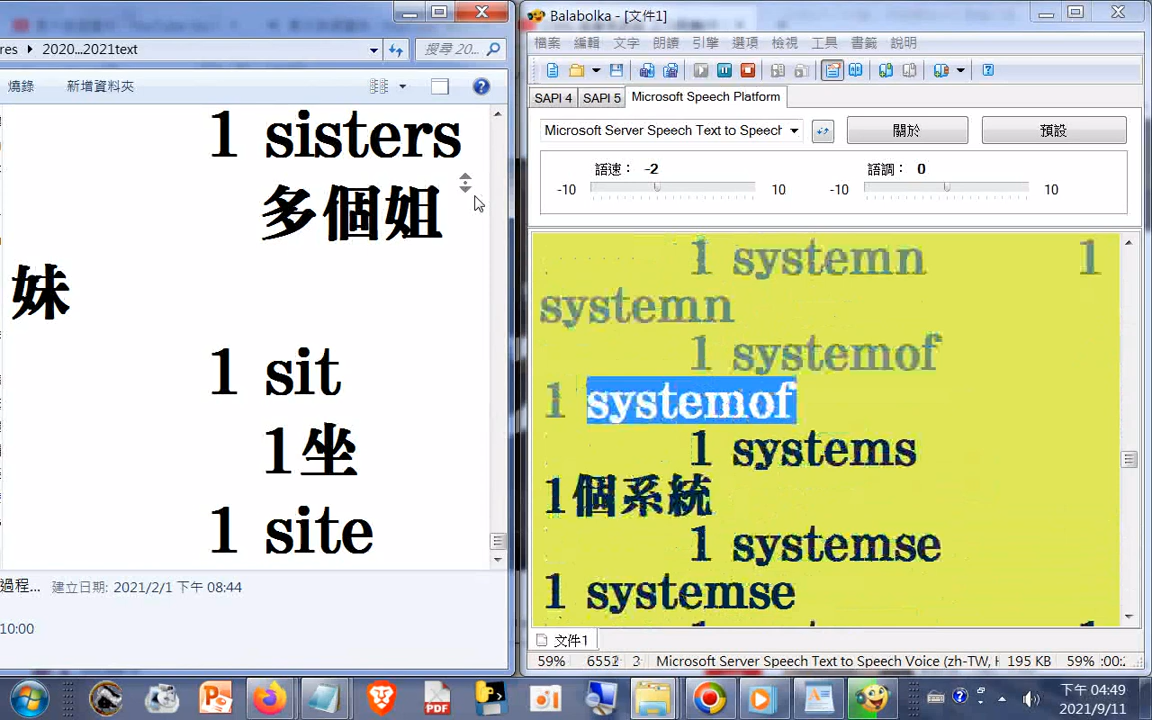 res ▸ 2020...2021text
搜尋 20...
燒錄 新增資料夾
1 sisters
多個姐
妹
1 sit
1坐
1 site
過程... 建立日期: 2021/2/1 下午 08:44
10:00
Balabolka - [文件1]
檔案 編輯 文字 朗讀 引擎 選項 檢視 工具 書籤 說明
SAPI 4 SAPI 5 Microsoft Speech Platform
Microsoft Server Speech Text to Speech 關於 預設
語速： -2 語調： 0
-10 10 -10 10
1 systemn 1
systemn
1 systemof
1 systemof
1 systems
1個系統
1 systemse
1 systemse
文件1
59% 6552 3 Microsoft Server Speech Text to Speech Voice (zh-TW, H 195 KB 59% :00:
下午 04:49
2021/9/11